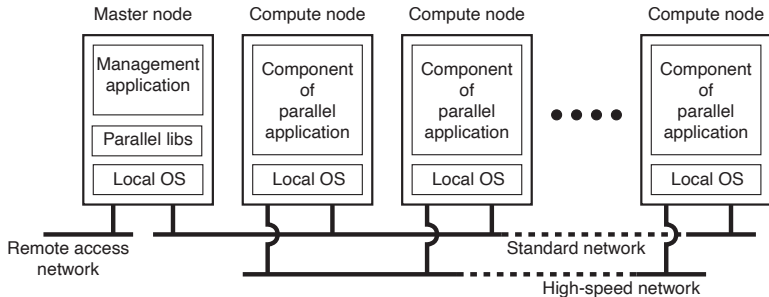 Master node
Compute node
Compute node
Compute node
Management
application
Parallel libs
Local OS
Component
of
parallel
application
Local OS
Component
of
parallel
application
Local OS
Component
of
parallel
application
Local OS
Remote access
network
Standard network
High-speed network